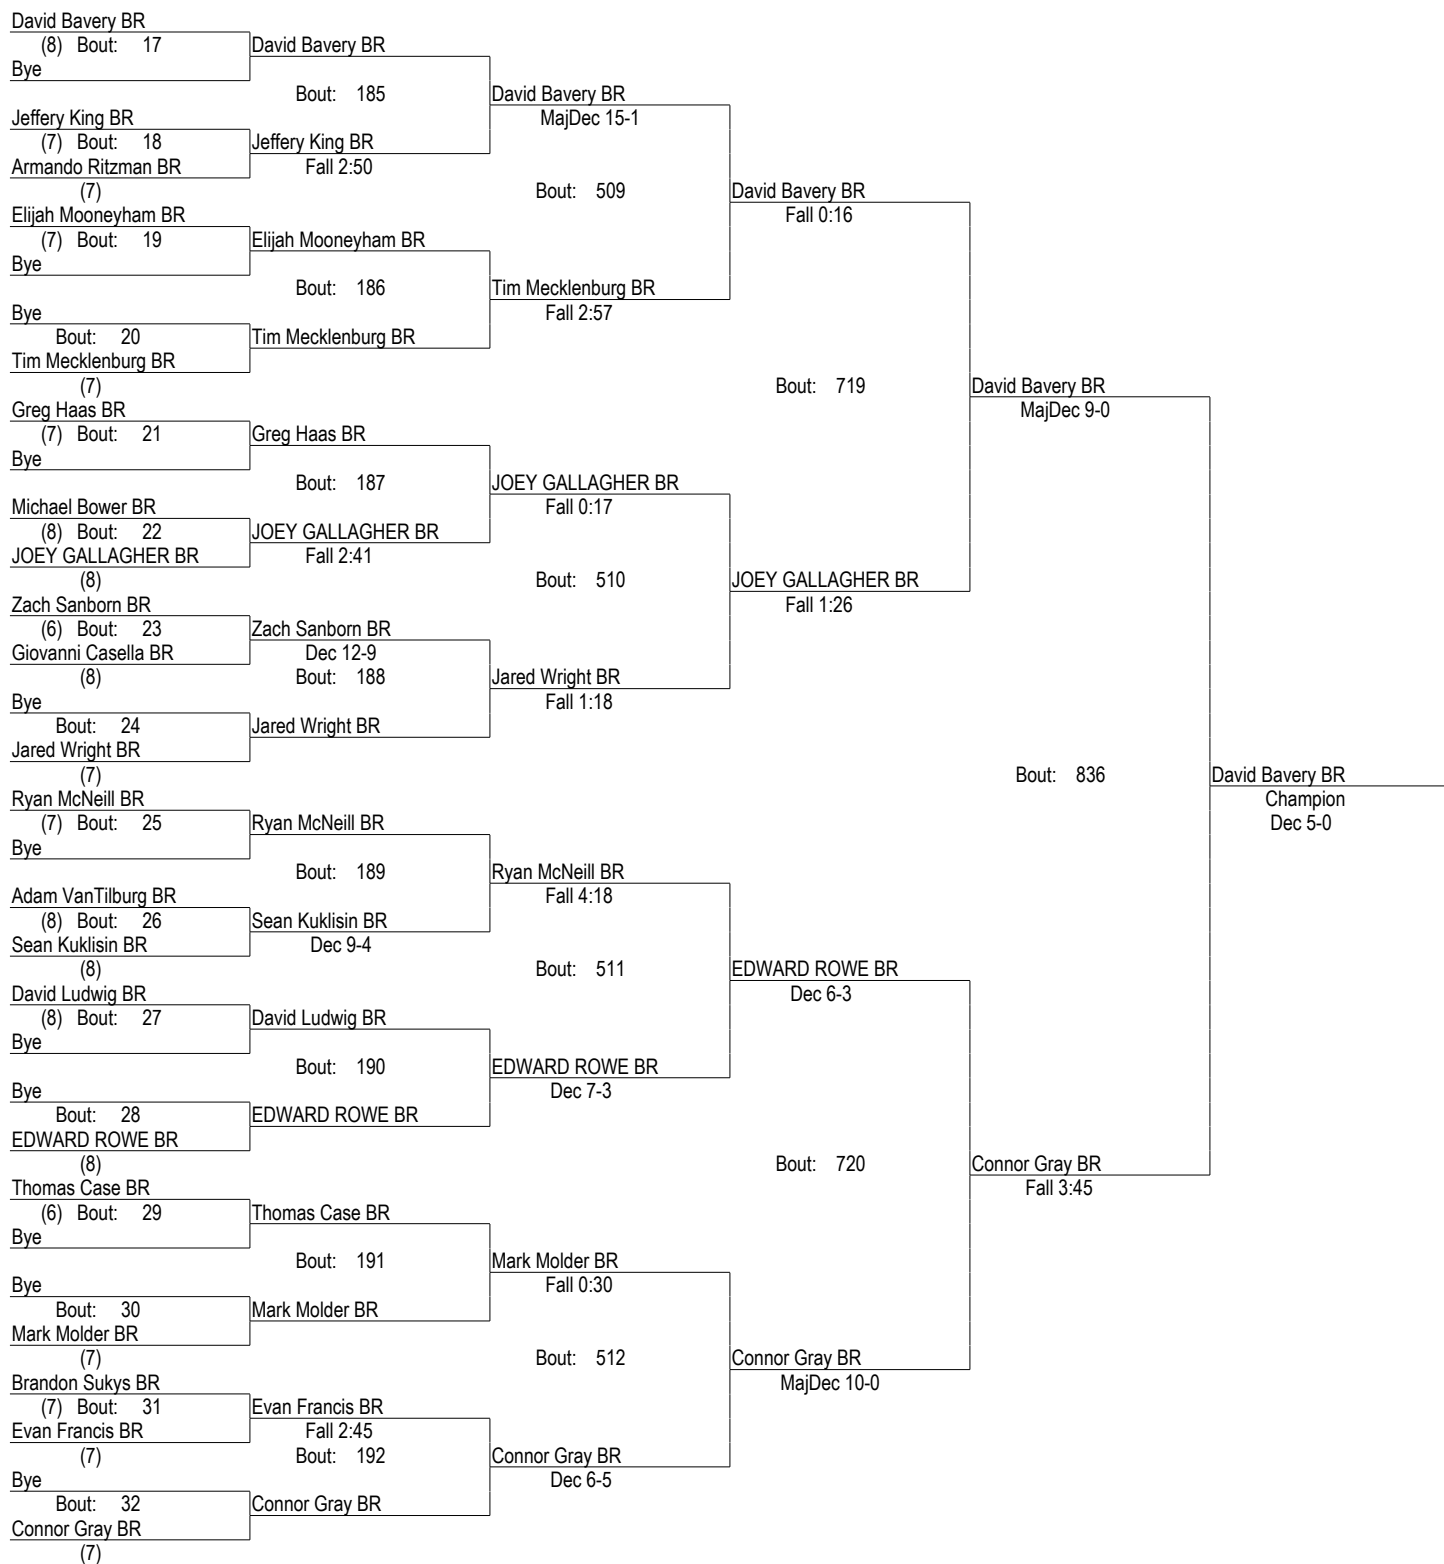 David Bavery BR
(8) Bout: 17
David Bavery BR
Bye
Bout: 185
David Bavery BR
Jeffery King BR
MajDec 15-1
(7) Bout: 18
Jeffery King BR
Armando Ritzman BR
Fall 2:50
(7)
Bout: 509
David Bavery BR
Elijah Mooneyham BR
Fall 0:16
(7) Bout: 19
Elijah Mooneyham BR
Bye
Bout: 186
Tim Mecklenburg BR
Bye
Fall 2:57
Bout: 20
Tim Mecklenburg BR
Tim Mecklenburg BR
(7)
Bout: 719
David Bavery BR
Greg Haas BR
MajDec 9-0
(7) Bout: 21
Greg Haas BR
Bye
Bout: 187
JOEY GALLAGHER BR
Michael Bower BR
Fall 0:17
(8) Bout: 22
JOEY GALLAGHER BR
JOEY GALLAGHER BR
Fall 2:41
(8)
Bout: 510
JOEY GALLAGHER BR
Zach Sanborn BR
Fall 1:26
(6) Bout: 23
Zach Sanborn BR
Giovanni Casella BR
Dec 12-9
(8)
Bout: 188
Jared Wright BR
Bye
Fall 1:18
Bout: 24
Jared Wright BR
Jared Wright BR
(7)
Bout: 836
David Bavery BR
Ryan McNeill BR
Champion
(7) Bout: 25
Ryan McNeill BR
Dec 5-0
Bye
Bout: 189
Ryan McNeill BR
Adam VanTilburg BR
Fall 4:18
(8) Bout: 26
Sean Kuklisin BR
Sean Kuklisin BR
Dec 9-4
(8)
Bout: 511
EDWARD ROWE BR
David Ludwig BR
Dec 6-3
(8) Bout: 27
David Ludwig BR
Bye
Bout: 190
EDWARD ROWE BR
Bye
Dec 7-3
Bout: 28
EDWARD ROWE BR
EDWARD ROWE BR
(8)
Bout: 720
Connor Gray BR
Thomas Case BR
Fall 3:45
(6) Bout: 29
Thomas Case BR
Bye
Bout: 191
Mark Molder BR
Bye
Fall 0:30
Bout: 30
Mark Molder BR
Mark Molder BR
(7)
Bout: 512
Connor Gray BR
Brandon Sukys BR
MajDec 10-0
(7) Bout: 31
Evan Francis BR
Evan Francis BR
Fall 2:45
(7)
Bout: 192
Connor Gray BR
Bye
Dec 6-5
Bout: 32
Connor Gray BR
Connor Gray BR
(7)